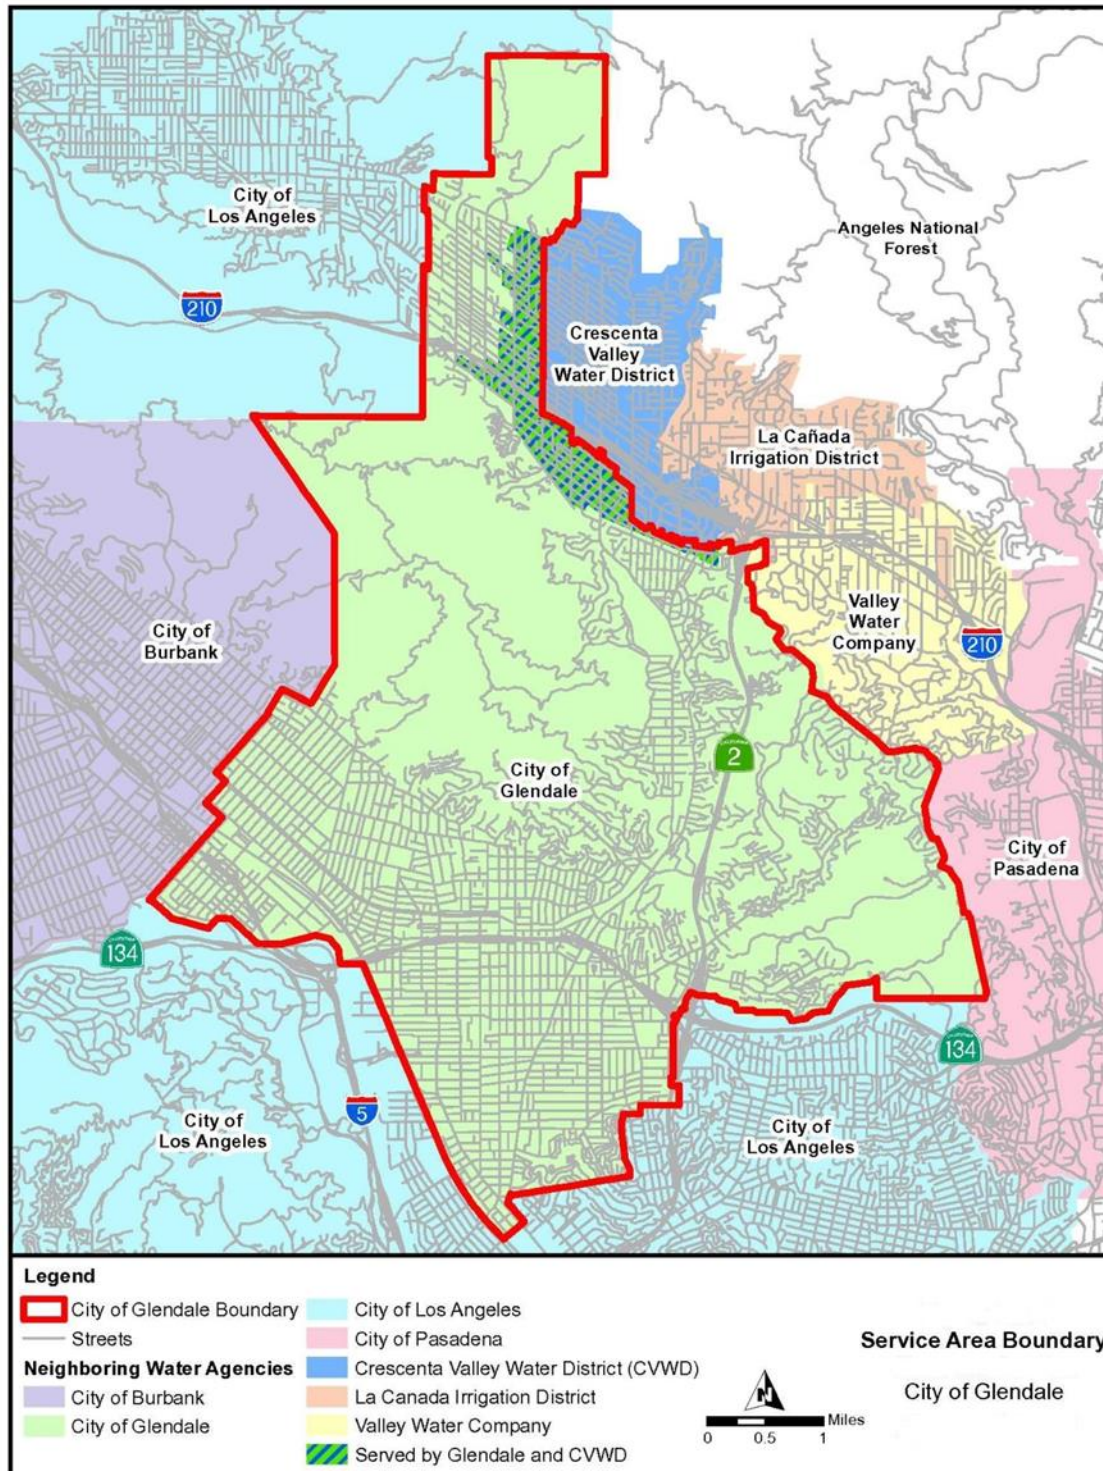 City of
Los Angeles
210
Angeles National
Forest
Crescenta
Valley
Water District
La Cañada
Irrigation District
City of
Burbank
Valley
Water
Company
210
2
City of
Glendale
City of
Pasadena
134
134
5
City of
Los Angeles
City of
Los Angeles
Legend
City of Glendale Boundary
Streets
Neighboring Water Agencies
City of Burbank
City of Glendale
City of Los Angeles
City of Pasadena
Crescenta Valley Water District (CVWD)
La Canada Irrigation District
Valley Water Company
Served by Glendale and CVWD
N
Miles
0 0.5 1
Service Area Boundary
City of Glendale